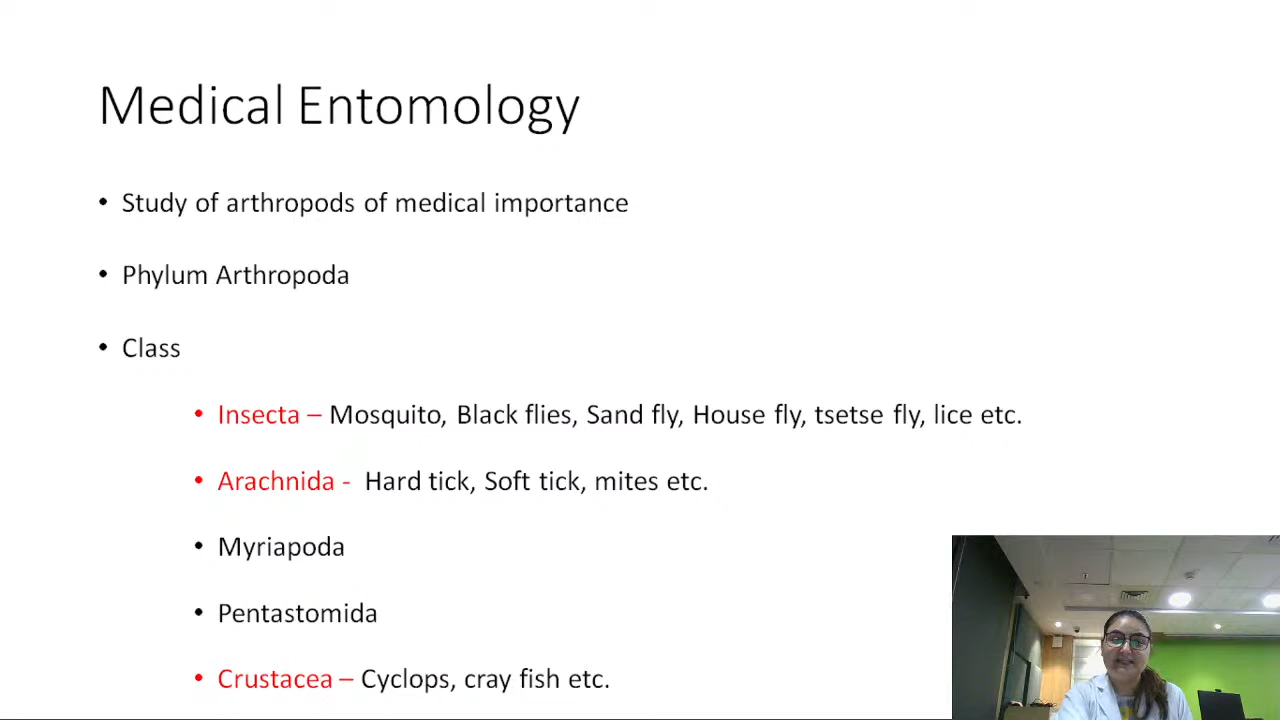 Medical Entomology
• Study of arthropods of medical importance
• Phylum Arthropoda
• Class
• Insecta – Mosquito, Black flies, Sand fly, House fly, tsetse fly, lice etc.
• Arachnida - Hard tick, Soft tick, mites etc.
• Myriapoda
• Pentastomida
• Crustacea – Cyclops, cray fish etc.